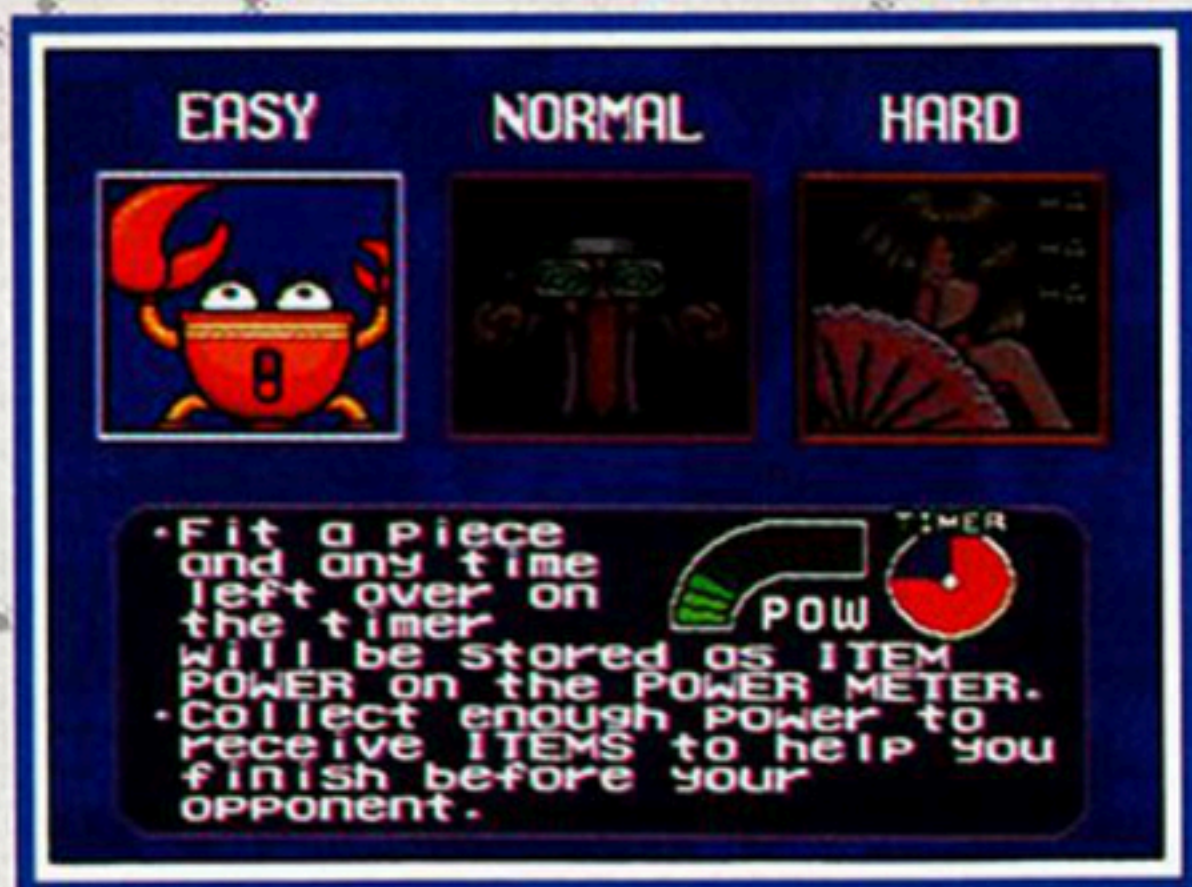 EASY NORMAL HARD
·Fit a piece
and any time
left over on
the timer
will be stored as ITEM
POWER on the POWER METER.
·Collect enough power to
receive ITEMS to help you
finish before your
opponent.
POW
TIMER